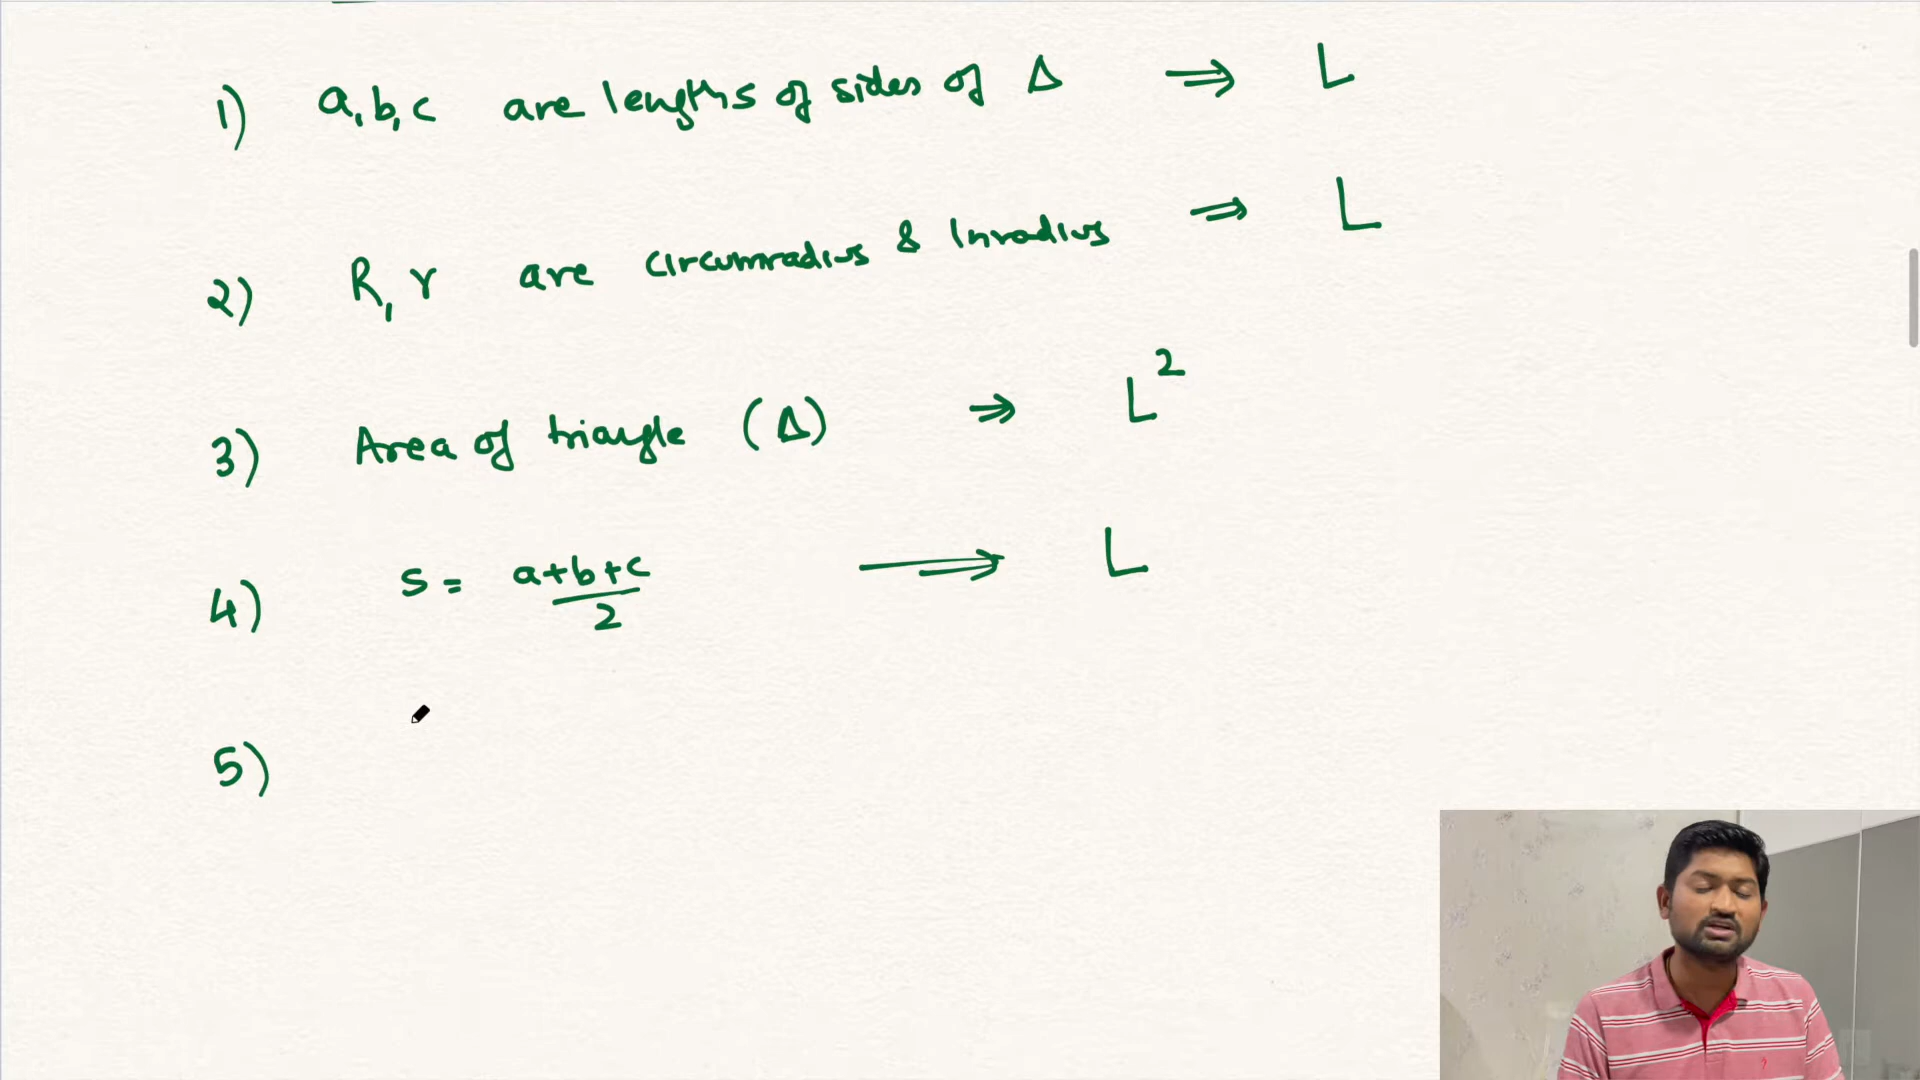 1) a, b, c are lengths of sides of Δ ⇒ L
2) R, r are circumradius & Inradius ⇒ L
3) Area of triangle (Δ) ⇒ L²
4) s = (a+b+c)/2 ⇒ L
5)